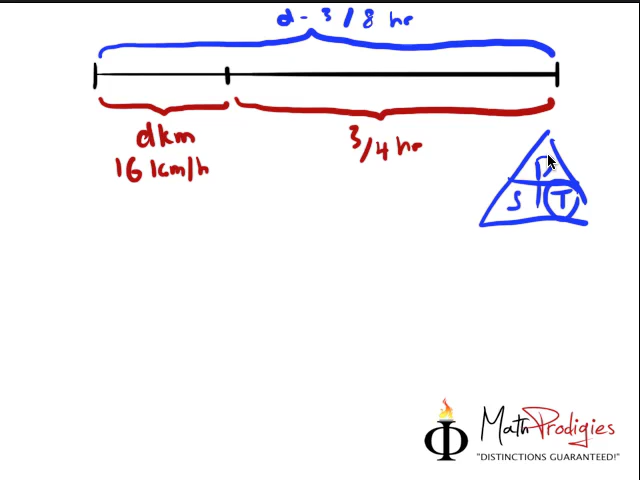 d - 3/8 hr
dkm
16 km/h
3/4 hr
D
S T
Φ MathProdigies
"DISTINCTIONS GUARANTEED!"